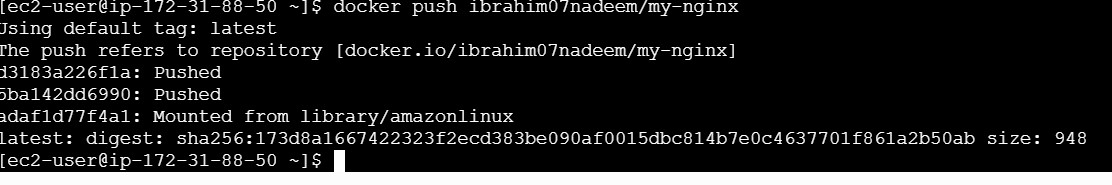 [ec2-user@ip-172-31-88-50 ~]$ docker push ibrahim07nadeem/my-nginx
Using default tag: latest
The push refers to repository [docker.io/ibrahim07nadeem/my-nginx]
d3183a226f1a: Pushed
5ba142dd6990: Pushed
adaf1d77f4a1: Mounted from library/amazonlinux
latest: digest: sha256:173d8a1667422323f2ecd383be090af0015dbc814b7e0c4637701f861a2b50ab size: 948
[ec2-user@ip-172-31-88-50 ~]$